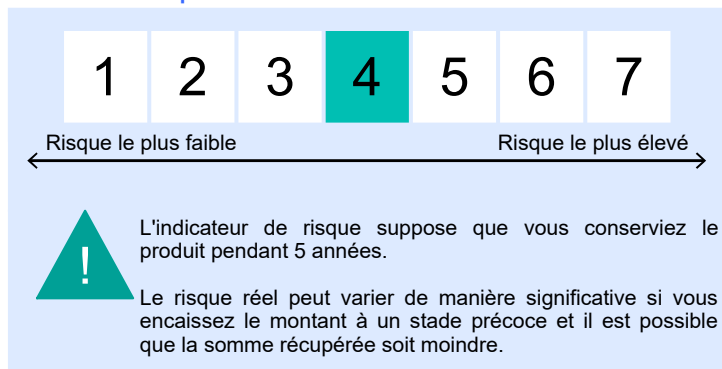 1 2 3 4 5 6 7
Risque le plus faible Risque le plus élevé
L'indicateur de risque suppose que vous conserviez le
produit pendant 5 années.
!
Le risque réel peut varier de manière significative si vous
encaissez le montant à un stade précoce et il est possible
que la somme récupérée soit moindre.